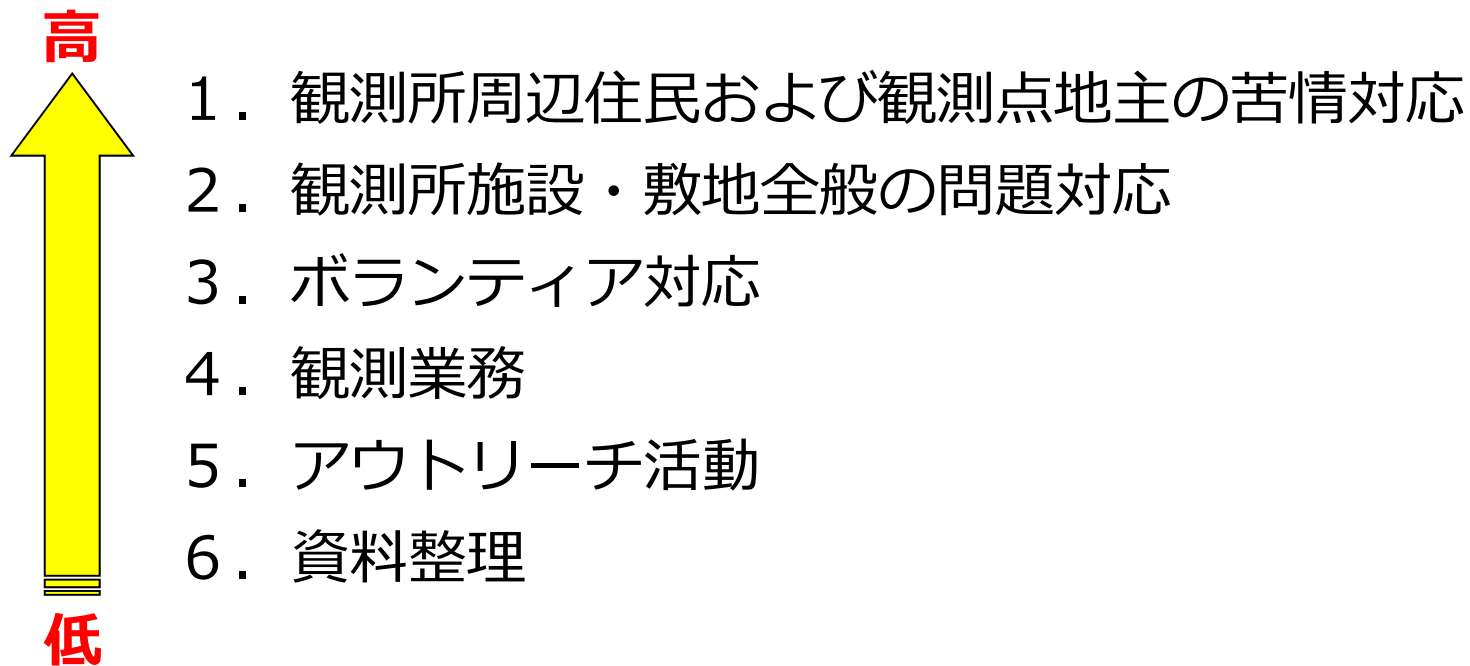 高
１．観測所周辺住民および観測点地主の苦情対応
２．観測所施設・敷地全般の問題対応
３．ボランティア対応
４．観測業務
５．アウトリーチ活動
６．資料整理
低